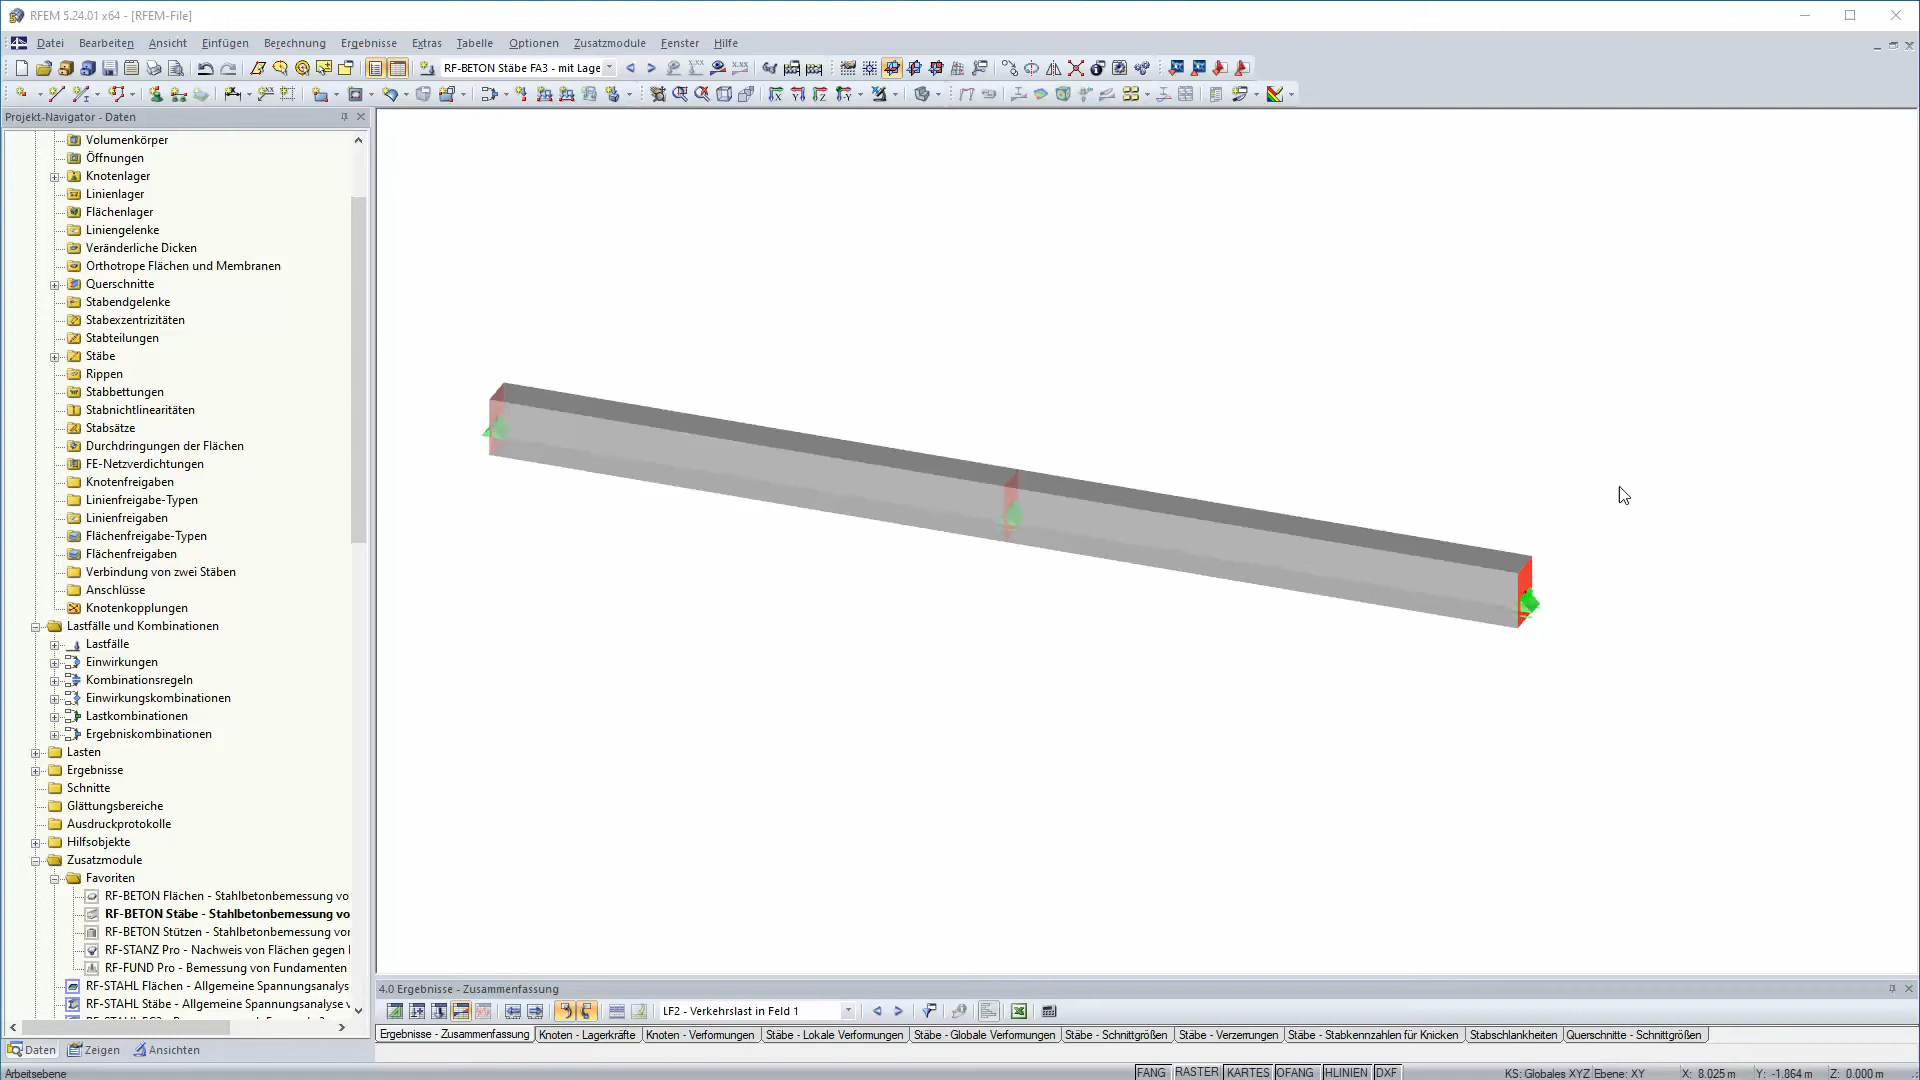 RFEM 5.24.01 x64 - [RFEM-File]
Datei Bearbeiten Ansicht Einfügen Berechnung Ergebnisse Extras Tabelle Optionen Zusatzmodule Fenster Hilfe
RF-BETON Stäbe FA3 - mit Lage
Projekt-Navigator - Daten
Volumenkörper
Öffnungen
Knotenlager
Linienlager
Flächenlager
Liniengelenke
Veränderliche Dicken
Orthotrope Flächen und Membranen
Querschnitte
Stabendgelenke
Stabexzentrizitäten
Stabteilungen
Stäbe
Rippen
Stabbettungen
Stabnichtlinearitäten
Stabsätze
Durchdringungen der Flächen
FE-Netzverdichtungen
Knotenfreigaben
Linienfreigabe-Typen
Linienfreigaben
Flächenfreigabe-Typen
Flächenfreigaben
Verbindung von zwei Stäben
Anschlüsse
Knotenkopplungen
Lastfälle und Kombinationen
Lastfälle
Einwirkungen
Kombinationsregeln
Einwirkungskombinationen
Lastkombinationen
Ergebniskombinationen
Lasten
Ergebnisse
Schnitte
Glättungsbereiche
Ausdruckprotokolle
Hilfsobjekte
Zusatzmodule
Favoriten
RF-BETON Flächen - Stahlbetonbemessung vo
RF-BETON Stäbe - Stahlbetonbemessung vo
RF-BETON Stützen - Stahlbetonbemessung vor
RF-STANZ Pro - Nachweis von Flächen gegen
RF-FUND Pro - Bemessung von Fundamenten
RF-STAHL Flächen - Allgemeine Spannungsanalys
RF-STAHL Stäbe - Allgemeine Spannungsanalyse v
Daten Zeigen Ansichten
4.0 Ergebnisse - Zusammenfassung
LF2 - Verkehrslast in Feld 1
Ergebnisse - Zusammenfassung Knoten - Lagerkräfte Knoten - Verformungen Stäbe - Lokale Verformungen Stäbe - Globale Verformungen Stäbe - Schnittgrößen Stäbe - Verzerrungen Stäbe - Stabkennzahlen für Knicken Stabschlankheiten Querschnitte - Schnittgrößen
Arbeitsebene FANG RASTER KARTES OFANG HLINIEN DXF KS: Globales XYZ Ebene: XY X: 8.025 m Y: -1.864 m Z: 0.000 m